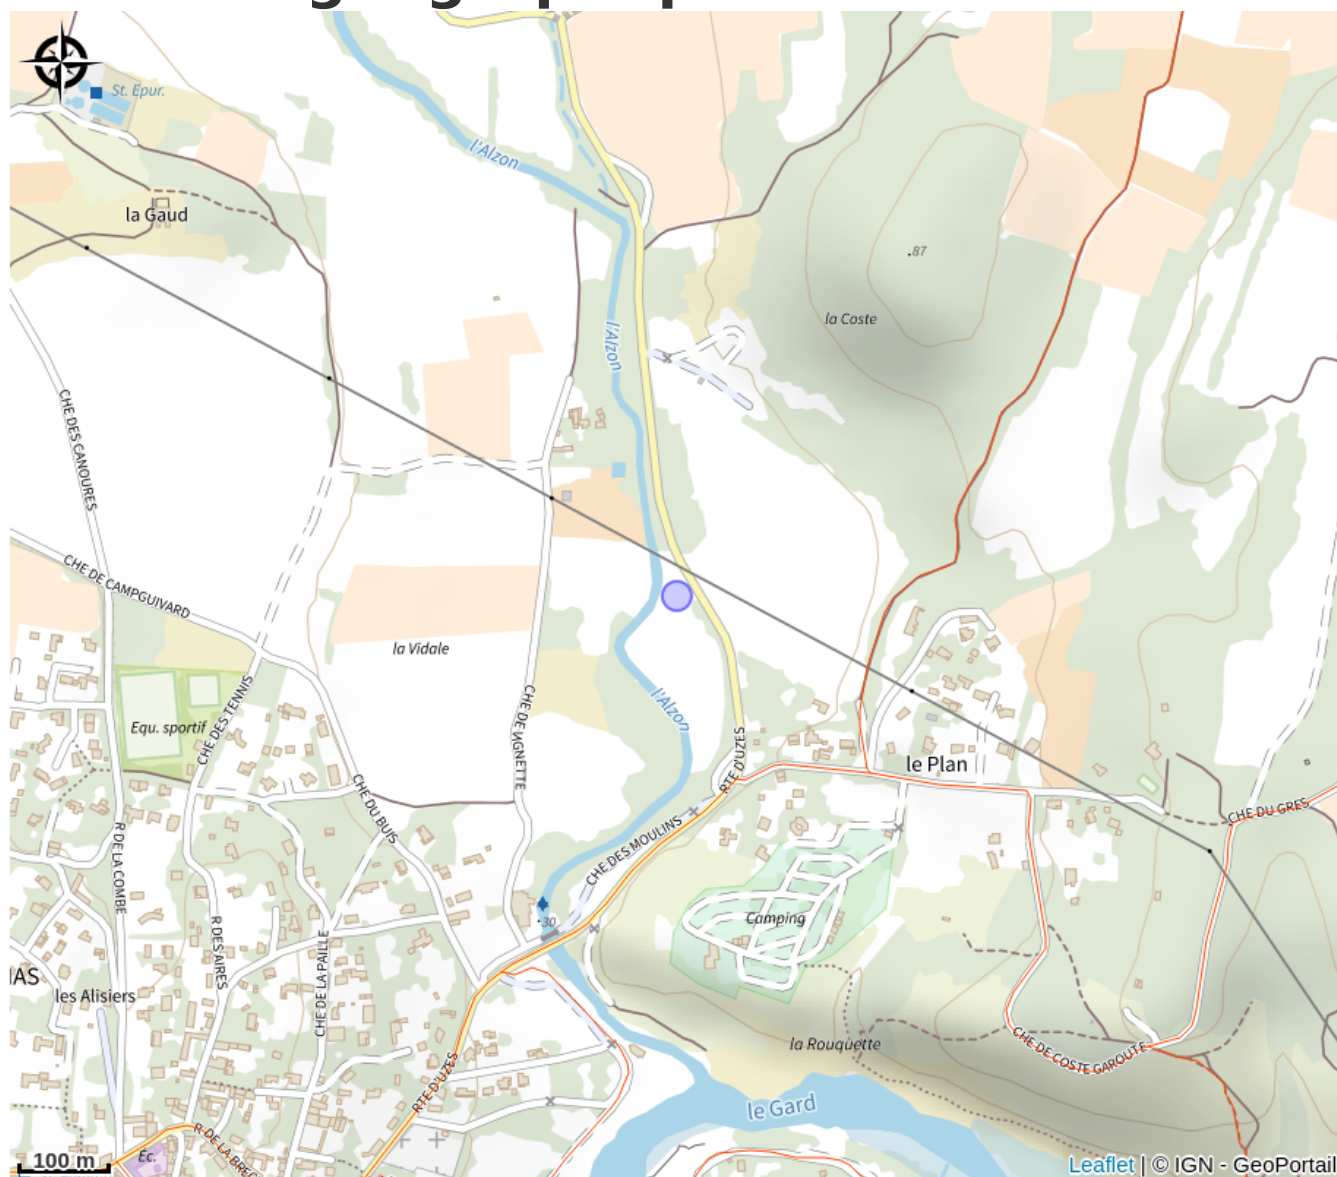 St. Epur.
l'Alzon
la Gaud
.87
la Coste
l'Alzon
CHE DES CANOURES
CHE DE CAMPGUIVARD
la Vidale
l'Alzon
CHE DE VIGNETTE
CHE DES TENNIS
Equ. sportif
RTE D'UZES
le Plan
CHE DU BUIS
CHE DU GRES
CHE DES MOULINS
R DE LA COMBE
R DES AIRES
CHE DE LA PAILLE
.30
Camping
IAS
les Alisiers
la Rouquette
CHE DE COSTE GAROUTE
RTE D'UZES
le Gard
R DE LA BREC
Ec.
100 m
Leaflet | © IGN - GeoPortail